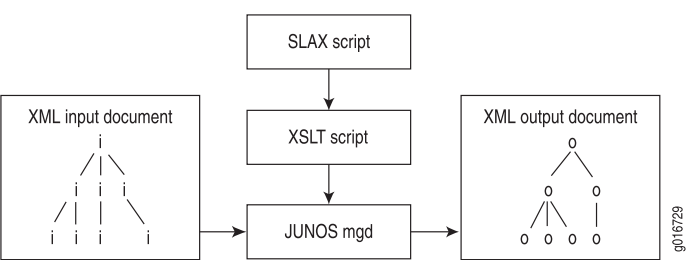 SLAX script
XML input document
XSLT script
XML output document
i
o
i i i
o o
i i i i
JUNOS mgd
o o o o
g016729